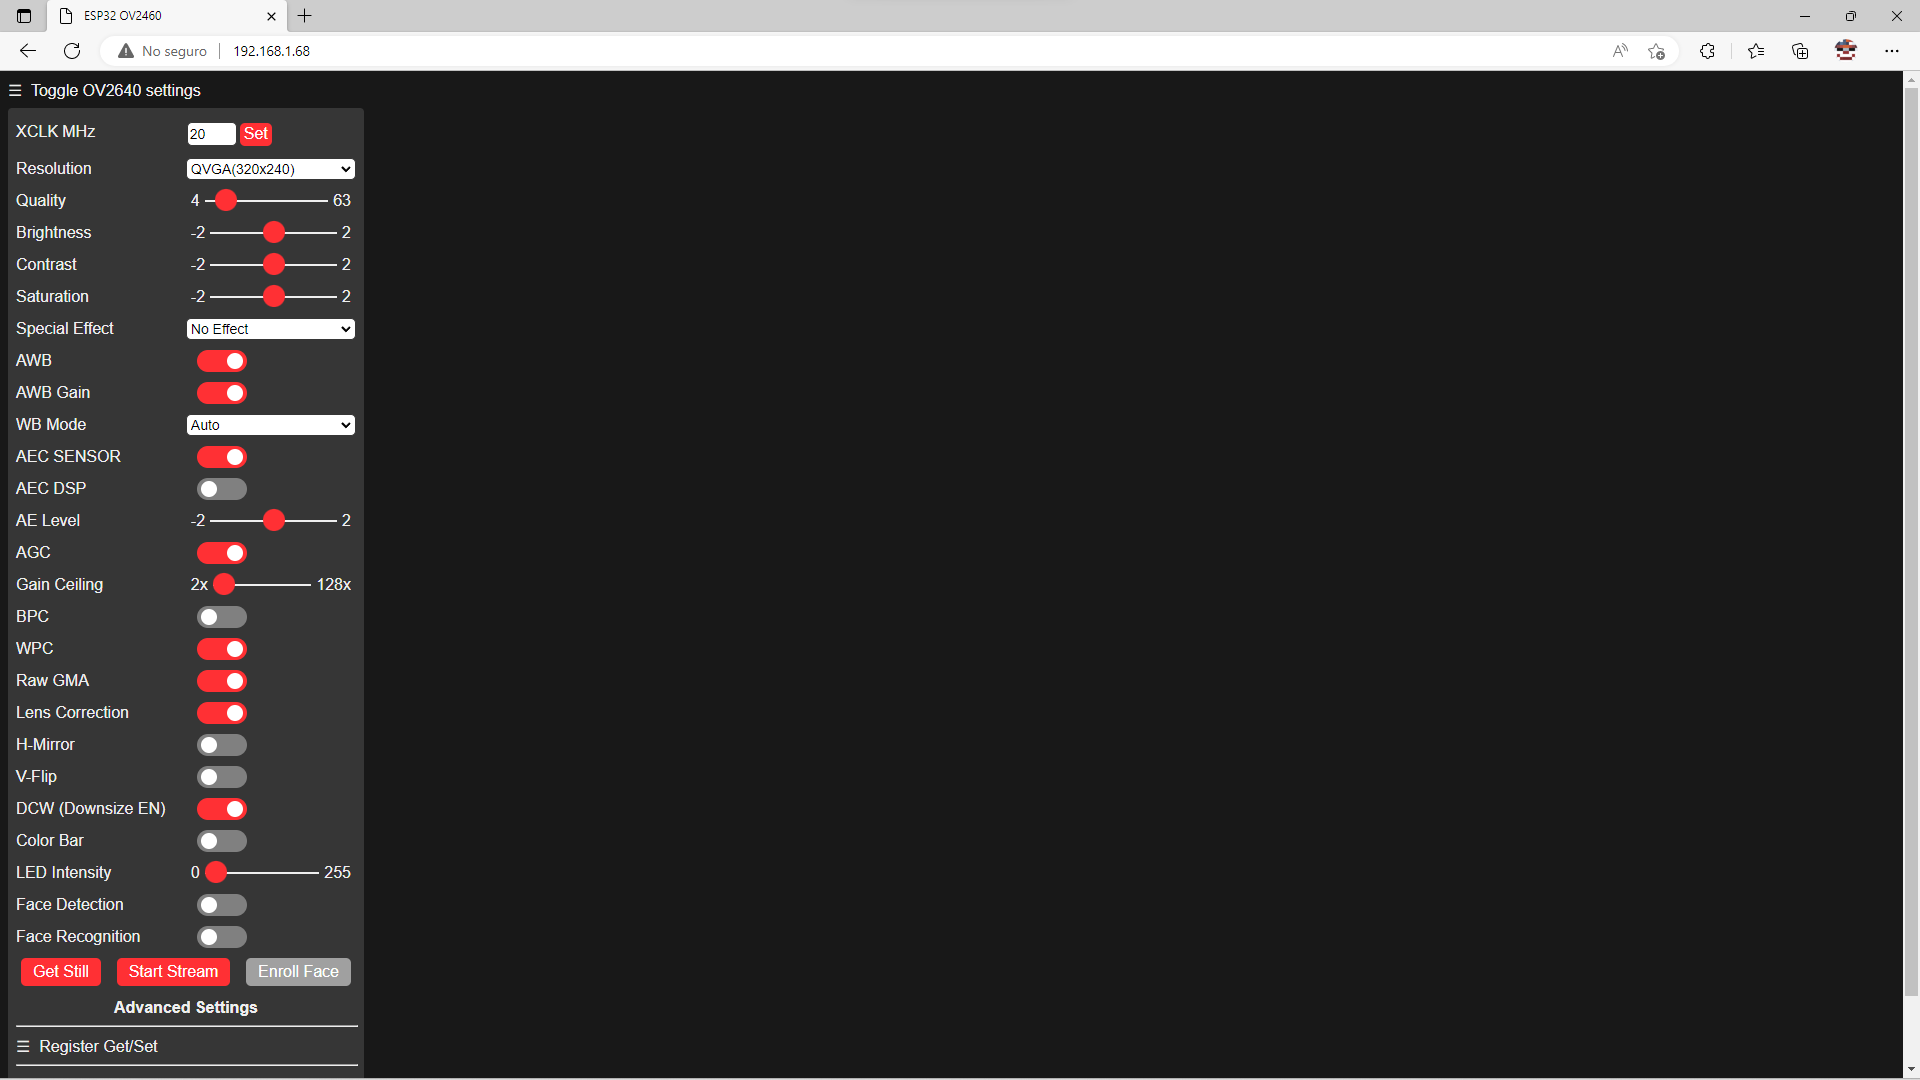 ESP32 OV2460
No seguro
192.168.1.68
☰ Toggle OV2640 settings
XCLK MHz 20 Set
Resolution QVGA(320x240)
Quality 4 63
Brightness -2 2
Contrast -2 2
Saturation -2 2
Special Effect No Effect
AWB
AWB Gain
WB Mode Auto
AEC SENSOR
AEC DSP
AE Level -2 2
AGC
Gain Ceiling 2x 128x
BPC
WPC
Raw GMA
Lens Correction
H-Mirror
V-Flip
DCW (Downsize EN)
Color Bar
LED Intensity 0 255
Face Detection
Face Recognition
Get Still Start Stream Enroll Face
Advanced Settings
☰ Register Get/Set